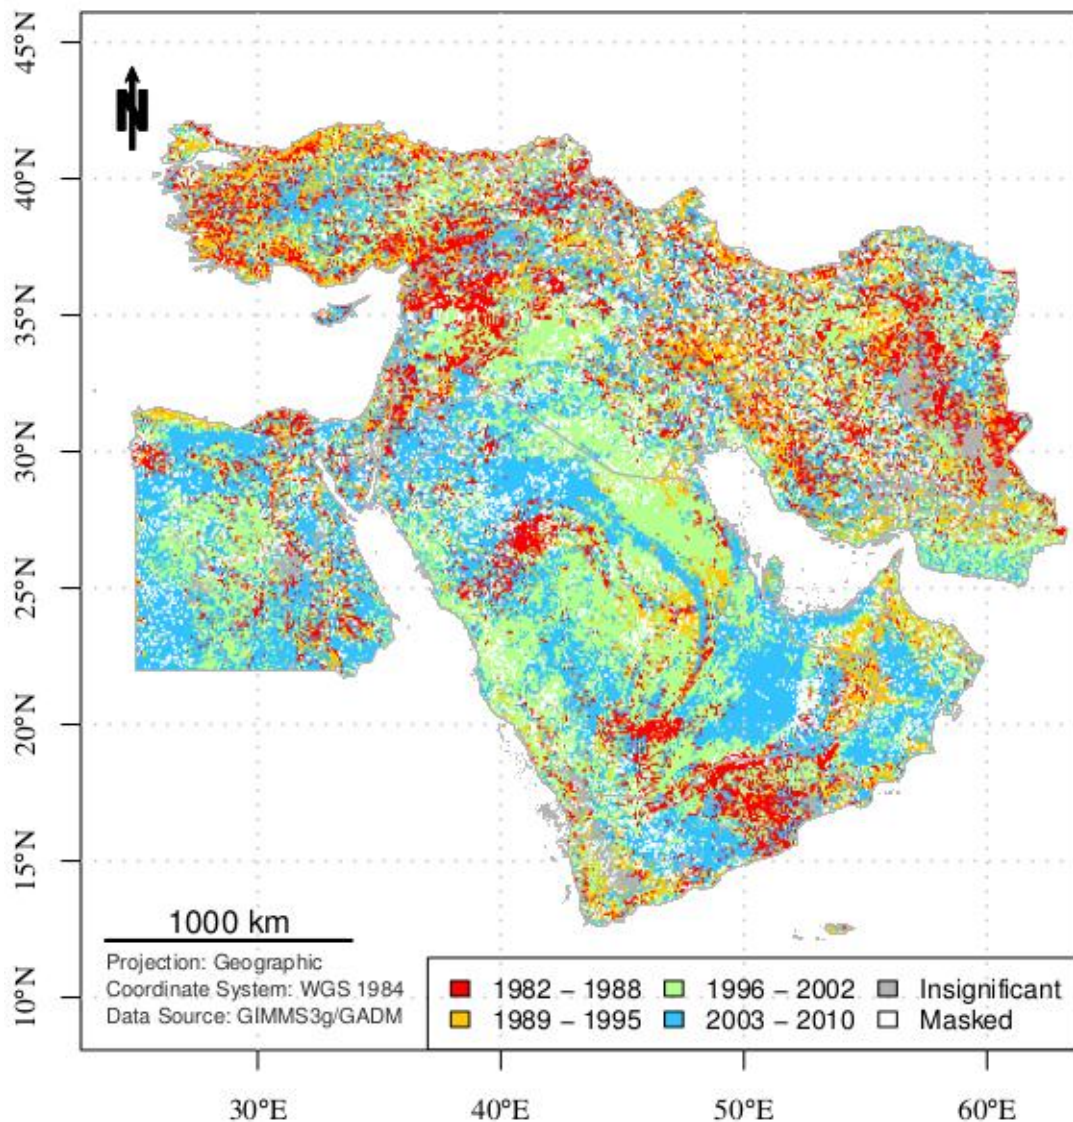 45°N
40°N
35°N
30°N
25°N
20°N
15°N
10°N
N
1000 km
Projection: Geographic
Coordinate System: WGS 1984
Data Source: GIMMS3g/GADM
1982 – 1988
1996 – 2002
Insignificant
1989 – 1995
2003 – 2010
Masked
30°E
40°E
50°E
60°E